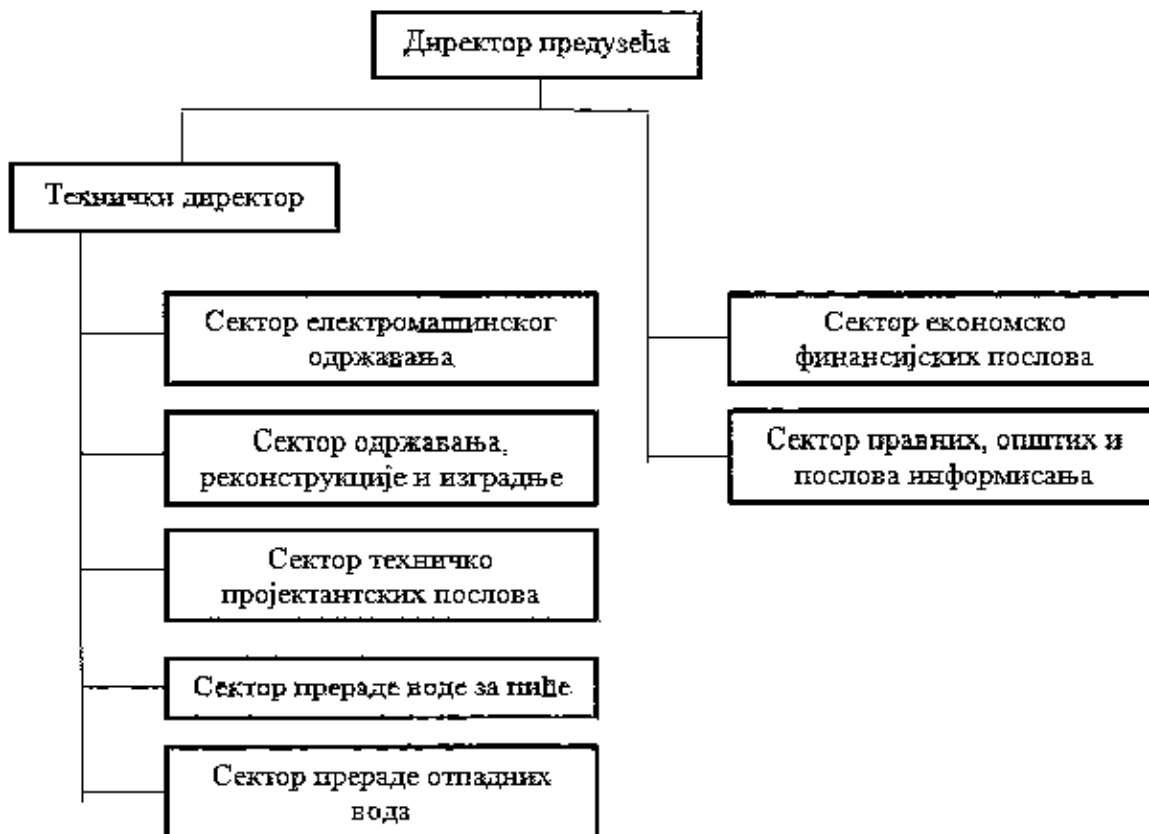 Директор предузећа
Технички директор
Сектор електромашинског
одржавања
Сектор одржавања,
реконструкције и изградње
Сектор техничко
пројектантских послова
Сектор прераде воде за пиће
Сектор прераде отпадних
вода
Сектор економско
финансијских послова
Сектор правних, општих и
послова информисања